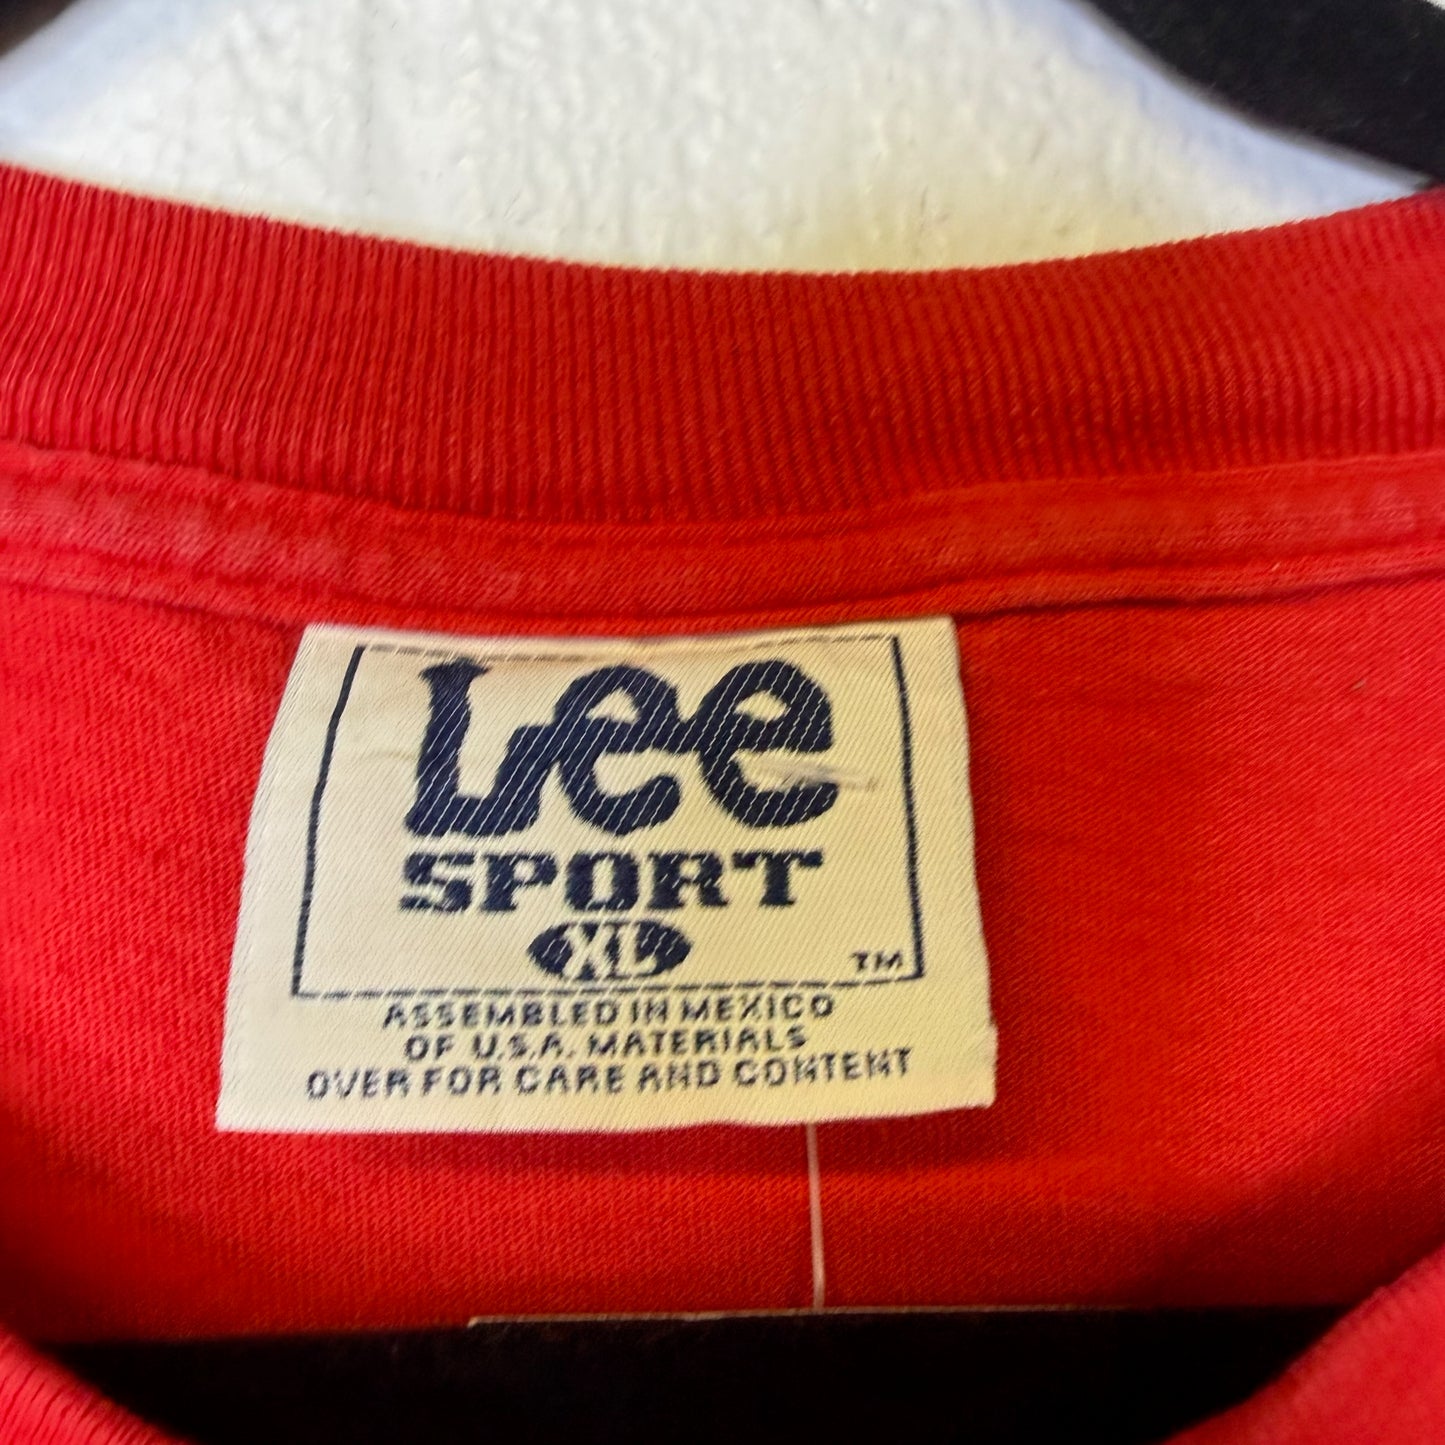 Lee
SPORT
XL
TM
ASSEMBLED IN MEXICO
OF U.S.A. MATERIALS
OVER FOR CARE AND CONTENT